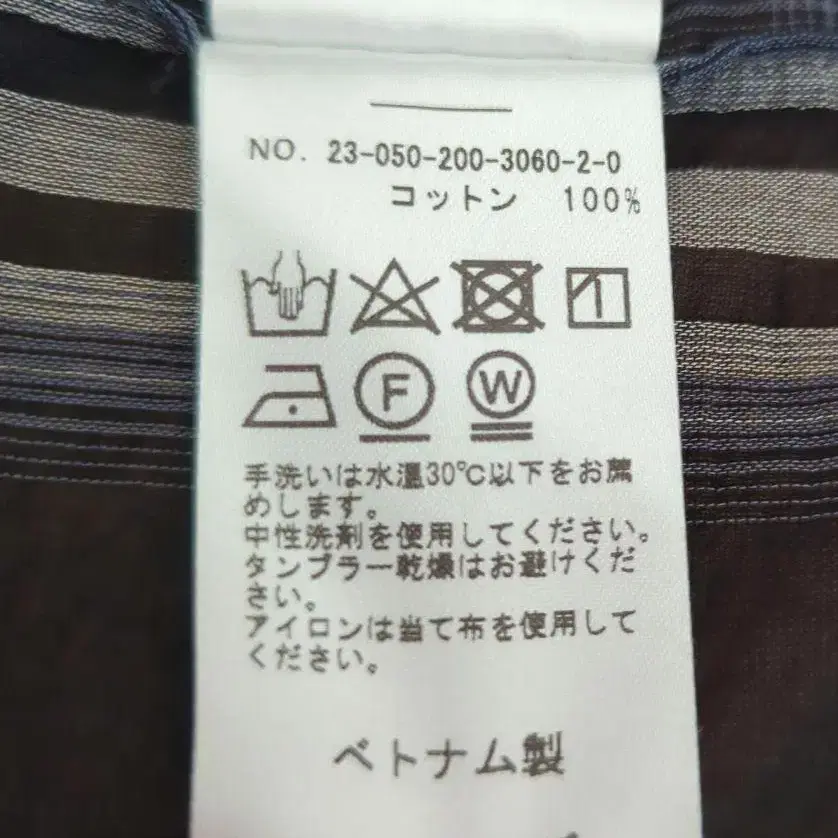 NO. 23-050-200-3060-2-0
コットン 100%
F W
手洗いは水温30℃以下をお薦
めします。
中性洗剤を使用してください。
タンブラー乾燥はお避けくだ
さい。
アイロンは当て布を使用して
ください。
ベトナム製